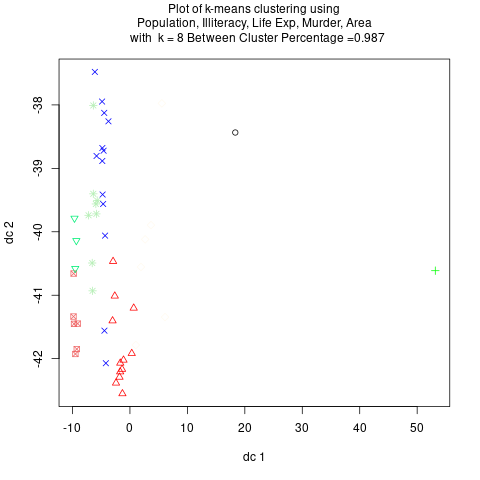 Plot of k-means clustering using
Population, Illiteracy, Life Exp, Murder, Area
with  k = 8 Between Cluster Percentage =0.987
-38
-39
-40
-41
-42
dc 2
-10
0
10
20
30
40
50
dc 1